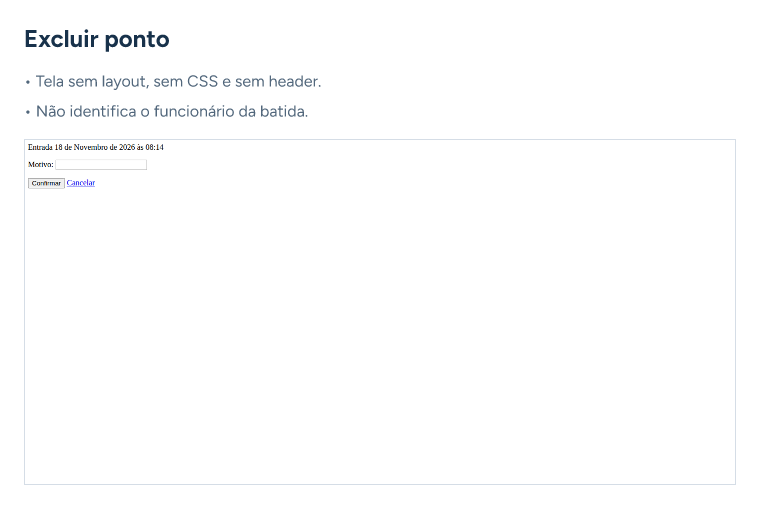 Excluir ponto
• Tela sem layout, sem CSS e sem header.
• Não identifica o funcionário da batida.
Entrada 18 de Novembro de 2026 às 08:14
Motivo:
Confirmar Cancelar